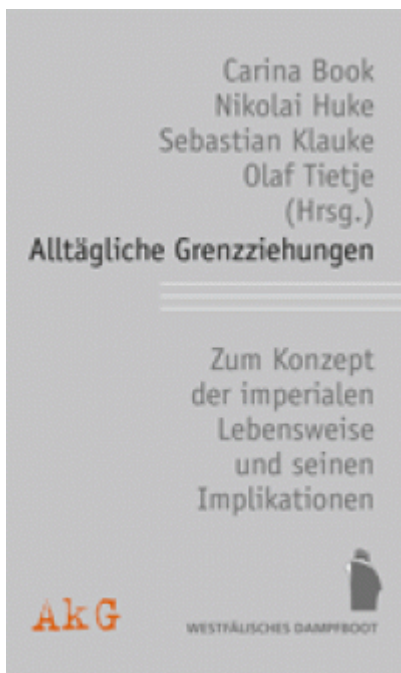 Carina Book
Nikolai Huke
Sebastian Klauke
Olaf Tietje
(Hrsg.)
Alltägliche Grenzziehungen
Zum Konzept
der imperialen
Lebensweise
und seinen
Implikationen
AkG
WESTFÄLISCHES DAMPFBOOT